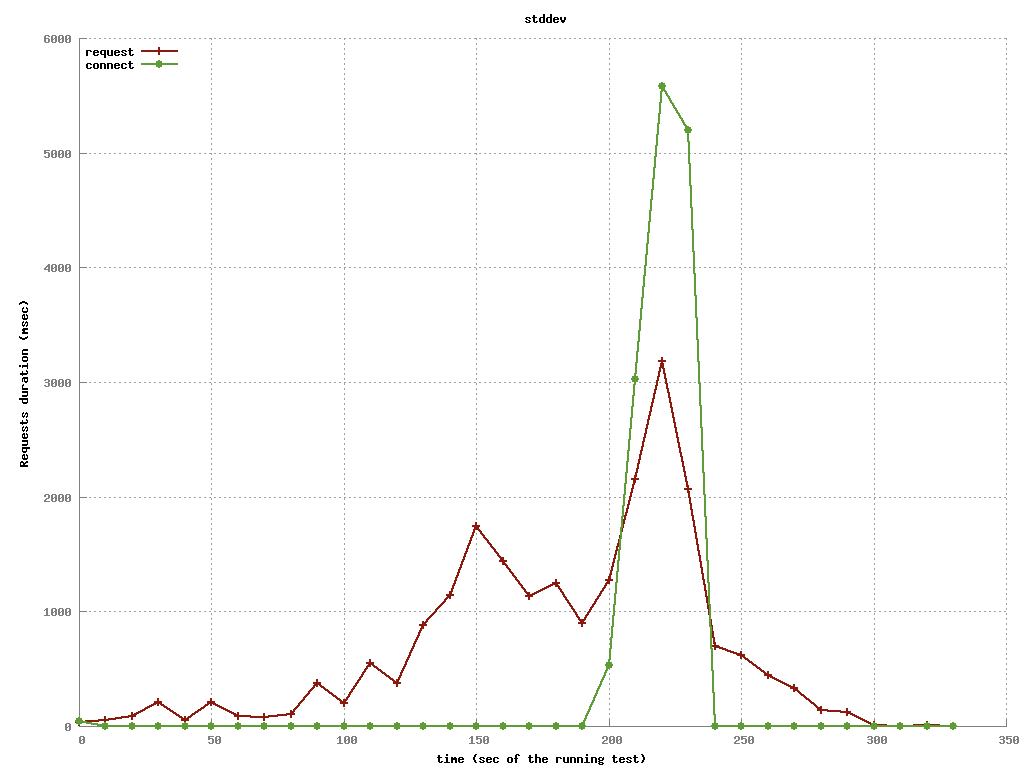 stddev
6000
request
connect
5000
4000
3000
2000
1000
0
Requests duration (msec)
0 50 100 150 200 250 300 350
time (sec of the running test)